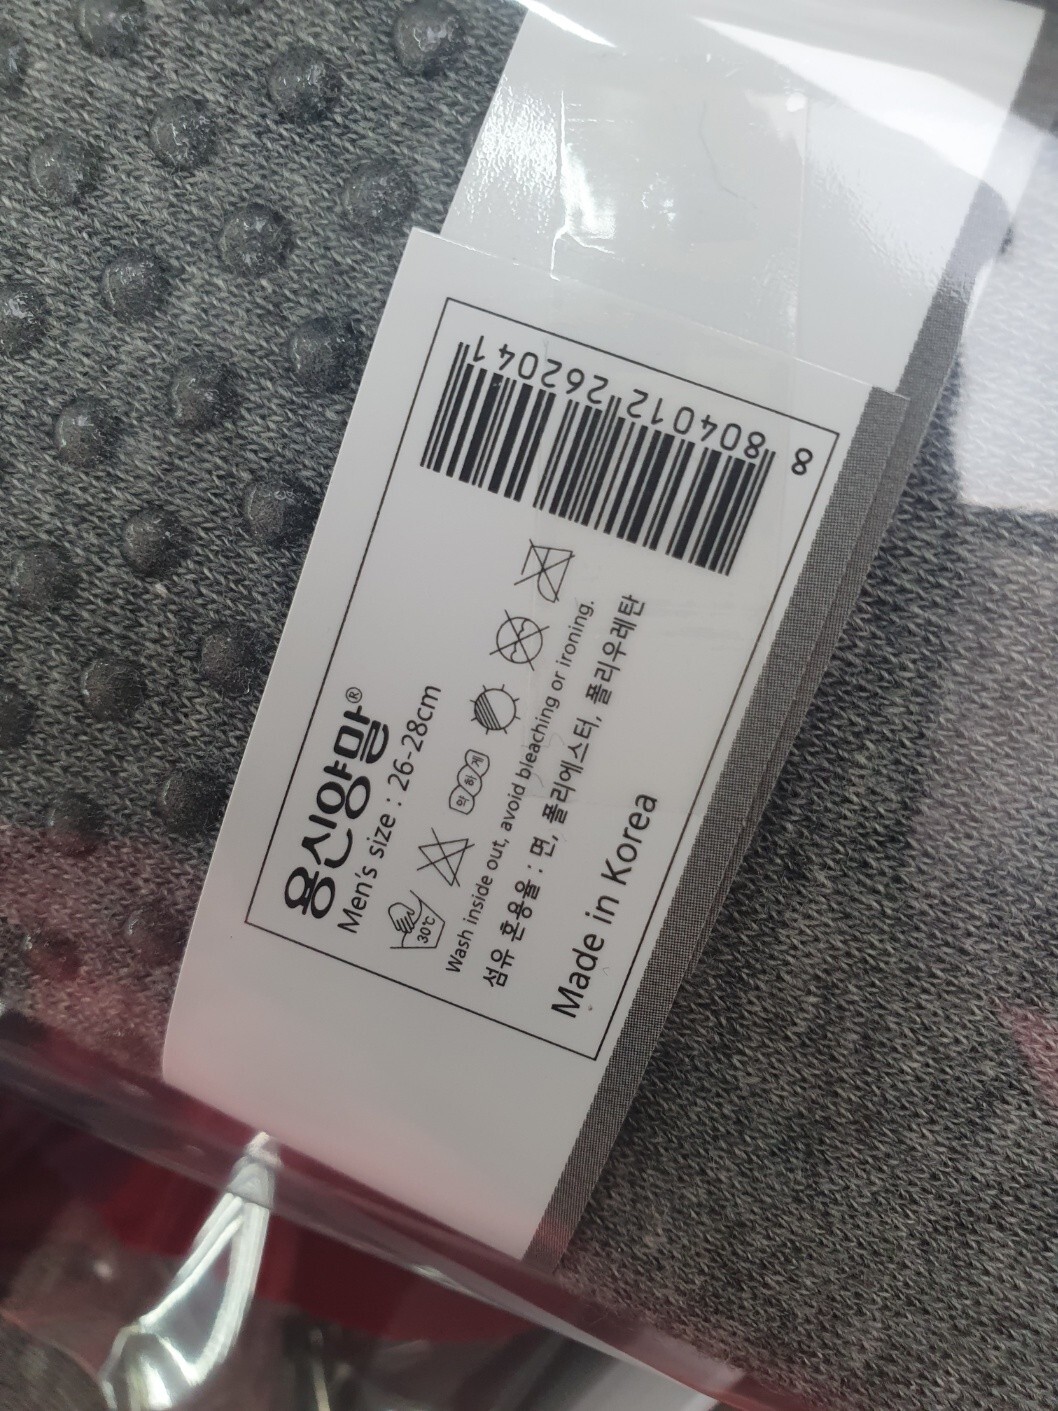 용신양말®
Men's size : 26-28cm
30℃
약하게
Wash inside out, avoid bleaching or ironing.
섬유 혼용율 : 면, 폴리에스터, 폴리우레탄
Made in Korea
8 804012 262041